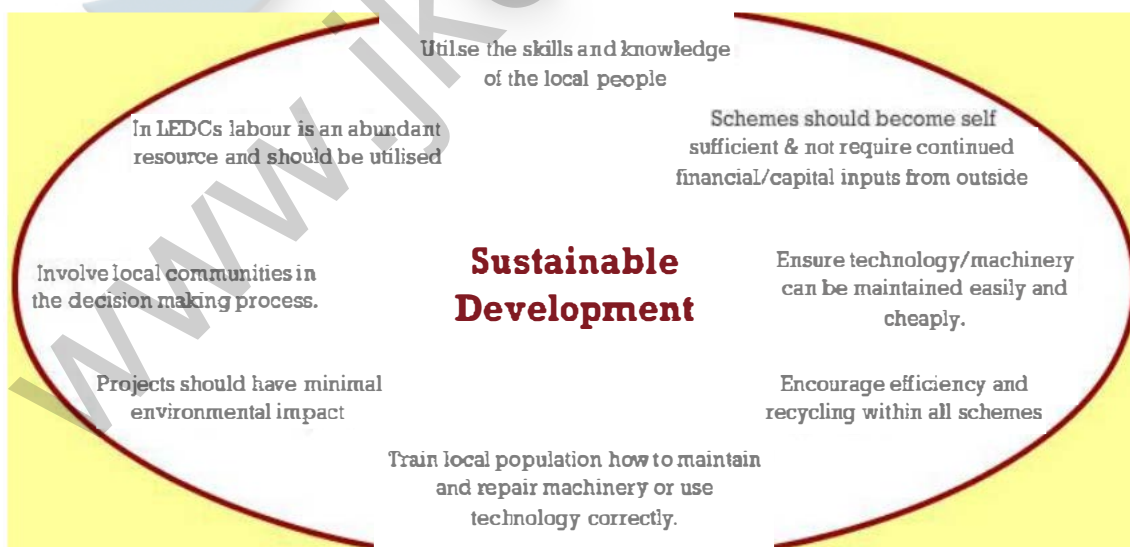 Utilse the skills and knowledge
of the local people
In LEDCs labour is an abundant
resource and should be utilised
Schemes should become self
sufficient & not require continued
financial/capital inputs from outside
Involve local communities in
the decision making process.
Sustainable
Development
Ensure technology/machinery
can be maintained easily and
cheaply.
Projects should have minimal
environmental impact
Encourage efficiency and
recycling within all schemes
Train local population how to maintain
and repair machinery or use
technology correctly.